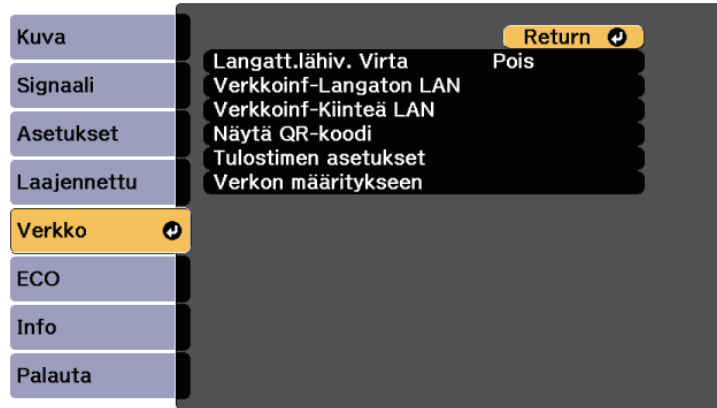 Kuva
Signaali
Asetukset
Laajennettu
Verkko
ECO
Info
Palauta
Return
Langatt.lähiv. Virta Pois
Verkkoinf-Langaton LAN
Verkkoinf-Kiinteä LAN
Näytä QR-koodi
Tulostimen asetukset
Verkon määritykseen